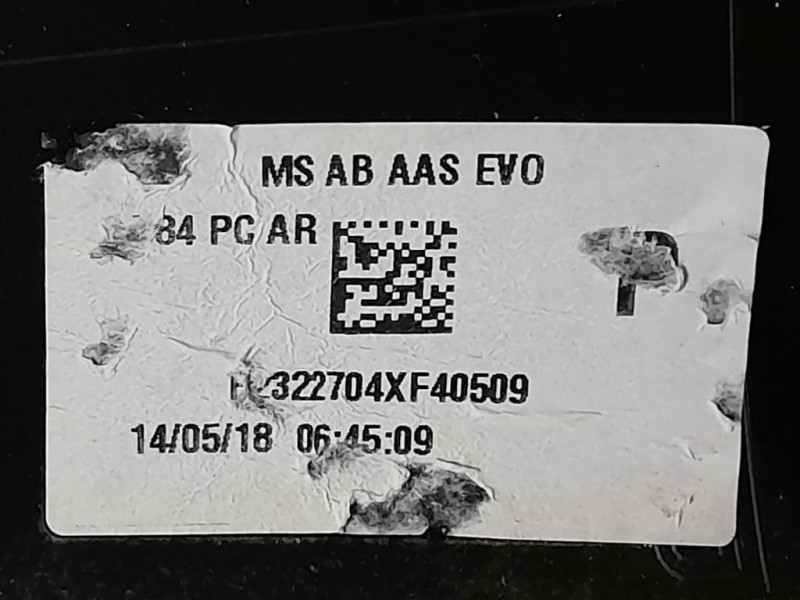 MS AB AAS EVO
84 PC AR
322704XF40509
14/05/18 06:45:09